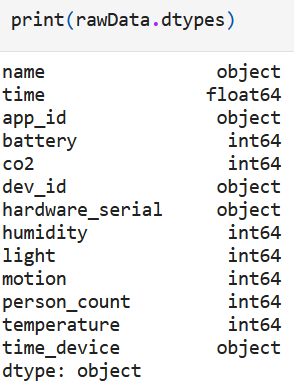 print(rawData.dtypes)
name object
time float64
app_id object
battery int64
co2 int64
dev_id object
hardware_serial object
humidity int64
light int64
motion int64
person_count int64
temperature int64
time_device object
dtype: object